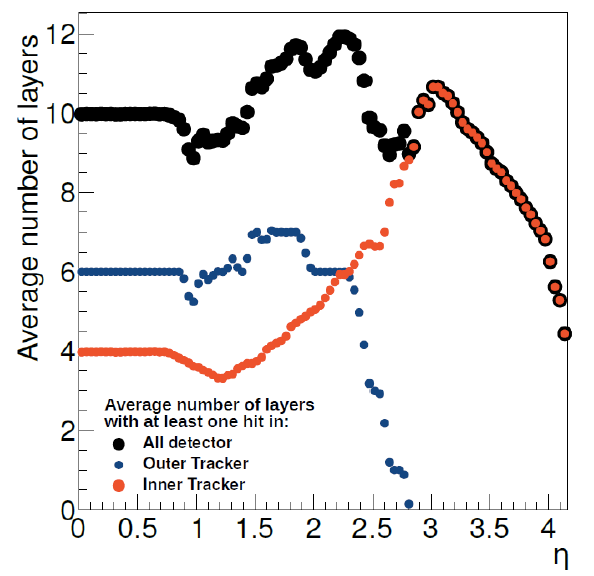 Average number of layers
12
10
8
6
4
2
0
Average number of layers
with at least one hit in:
All detector
Outer Tracker
Inner Tracker
0 0.5 1 1.5 2 2.5 3 3.5 4
η